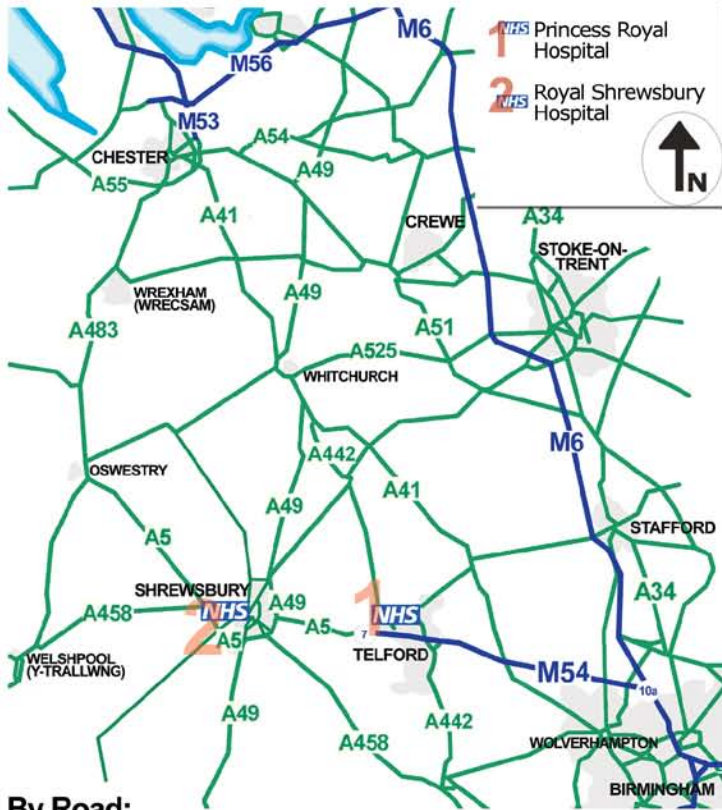 1 NHS Princess Royal
Hospital
2 NHS Royal Shrewsbury
Hospital
N
M6
M56
M53
A54
CHESTER
A49
A55
A41
CREWE
A34
STOKE-ON-
TRENT
WREXHAM
(WRECSAM)
A49
A483
A51
A525
WHITCHURCH
M6
A442
OSWESTRY
A41
A49
A5
STAFFORD
SHREWSBURY
A34
2 NHS
A49
1 NHS
A458
A5
A5
7
TELFORD
WELSHPOOL
(Y-TRALLWNG)
M54
10a
A49
A442
A458
WOLVERHAMPTON
BIRMINGHAM
By Road: